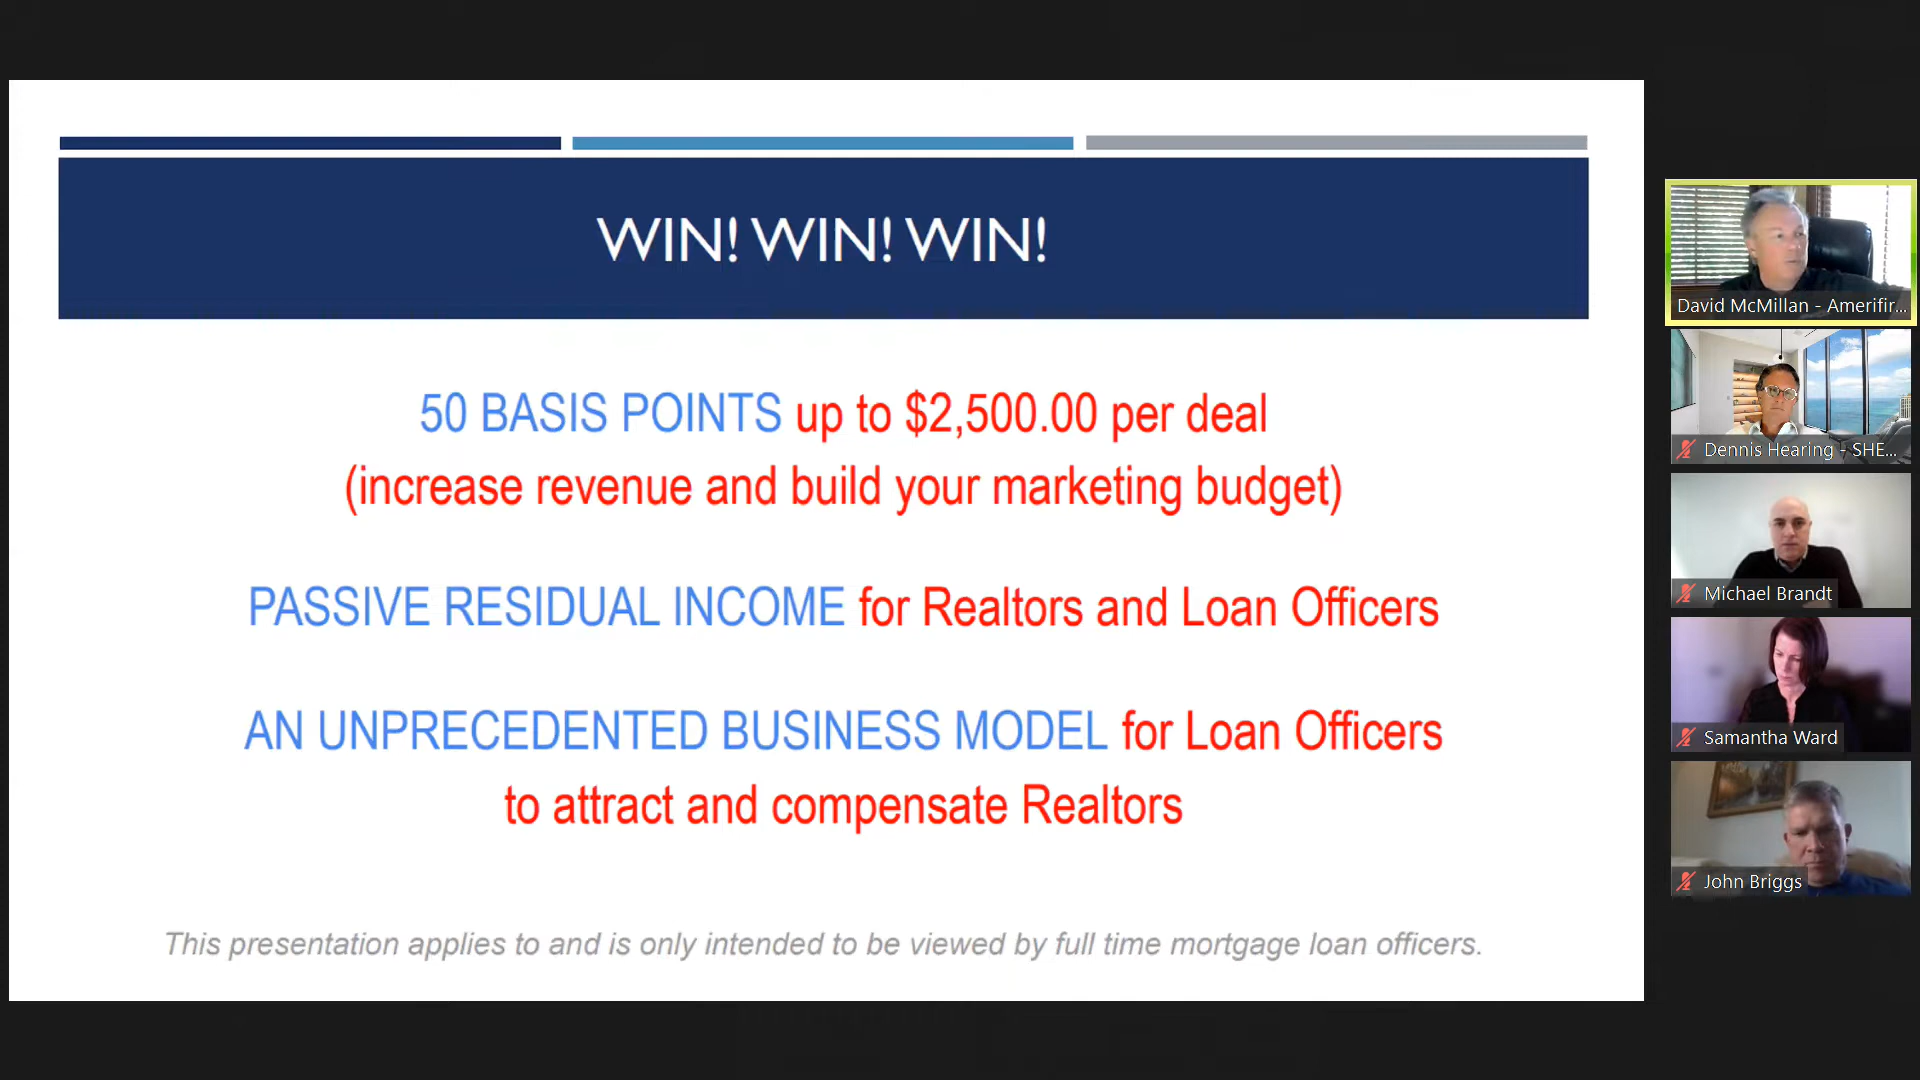 WIN! WIN! WIN!
50 BASIS POINTS up to $2,500.00 per deal
(increase revenue and build your marketing budget)
PASSIVE RESIDUAL INCOME for Realtors and Loan Officers
AN UNPRECEDENTED BUSINESS MODEL for Loan Officers
to attract and compensate Realtors
This presentation applies to and is only intended to be viewed by full time mortgage loan officers.
David McMillan - Amerifir...
Dennis Hearing - SHE...
Michael Brandt
Samantha Ward
John Briggs